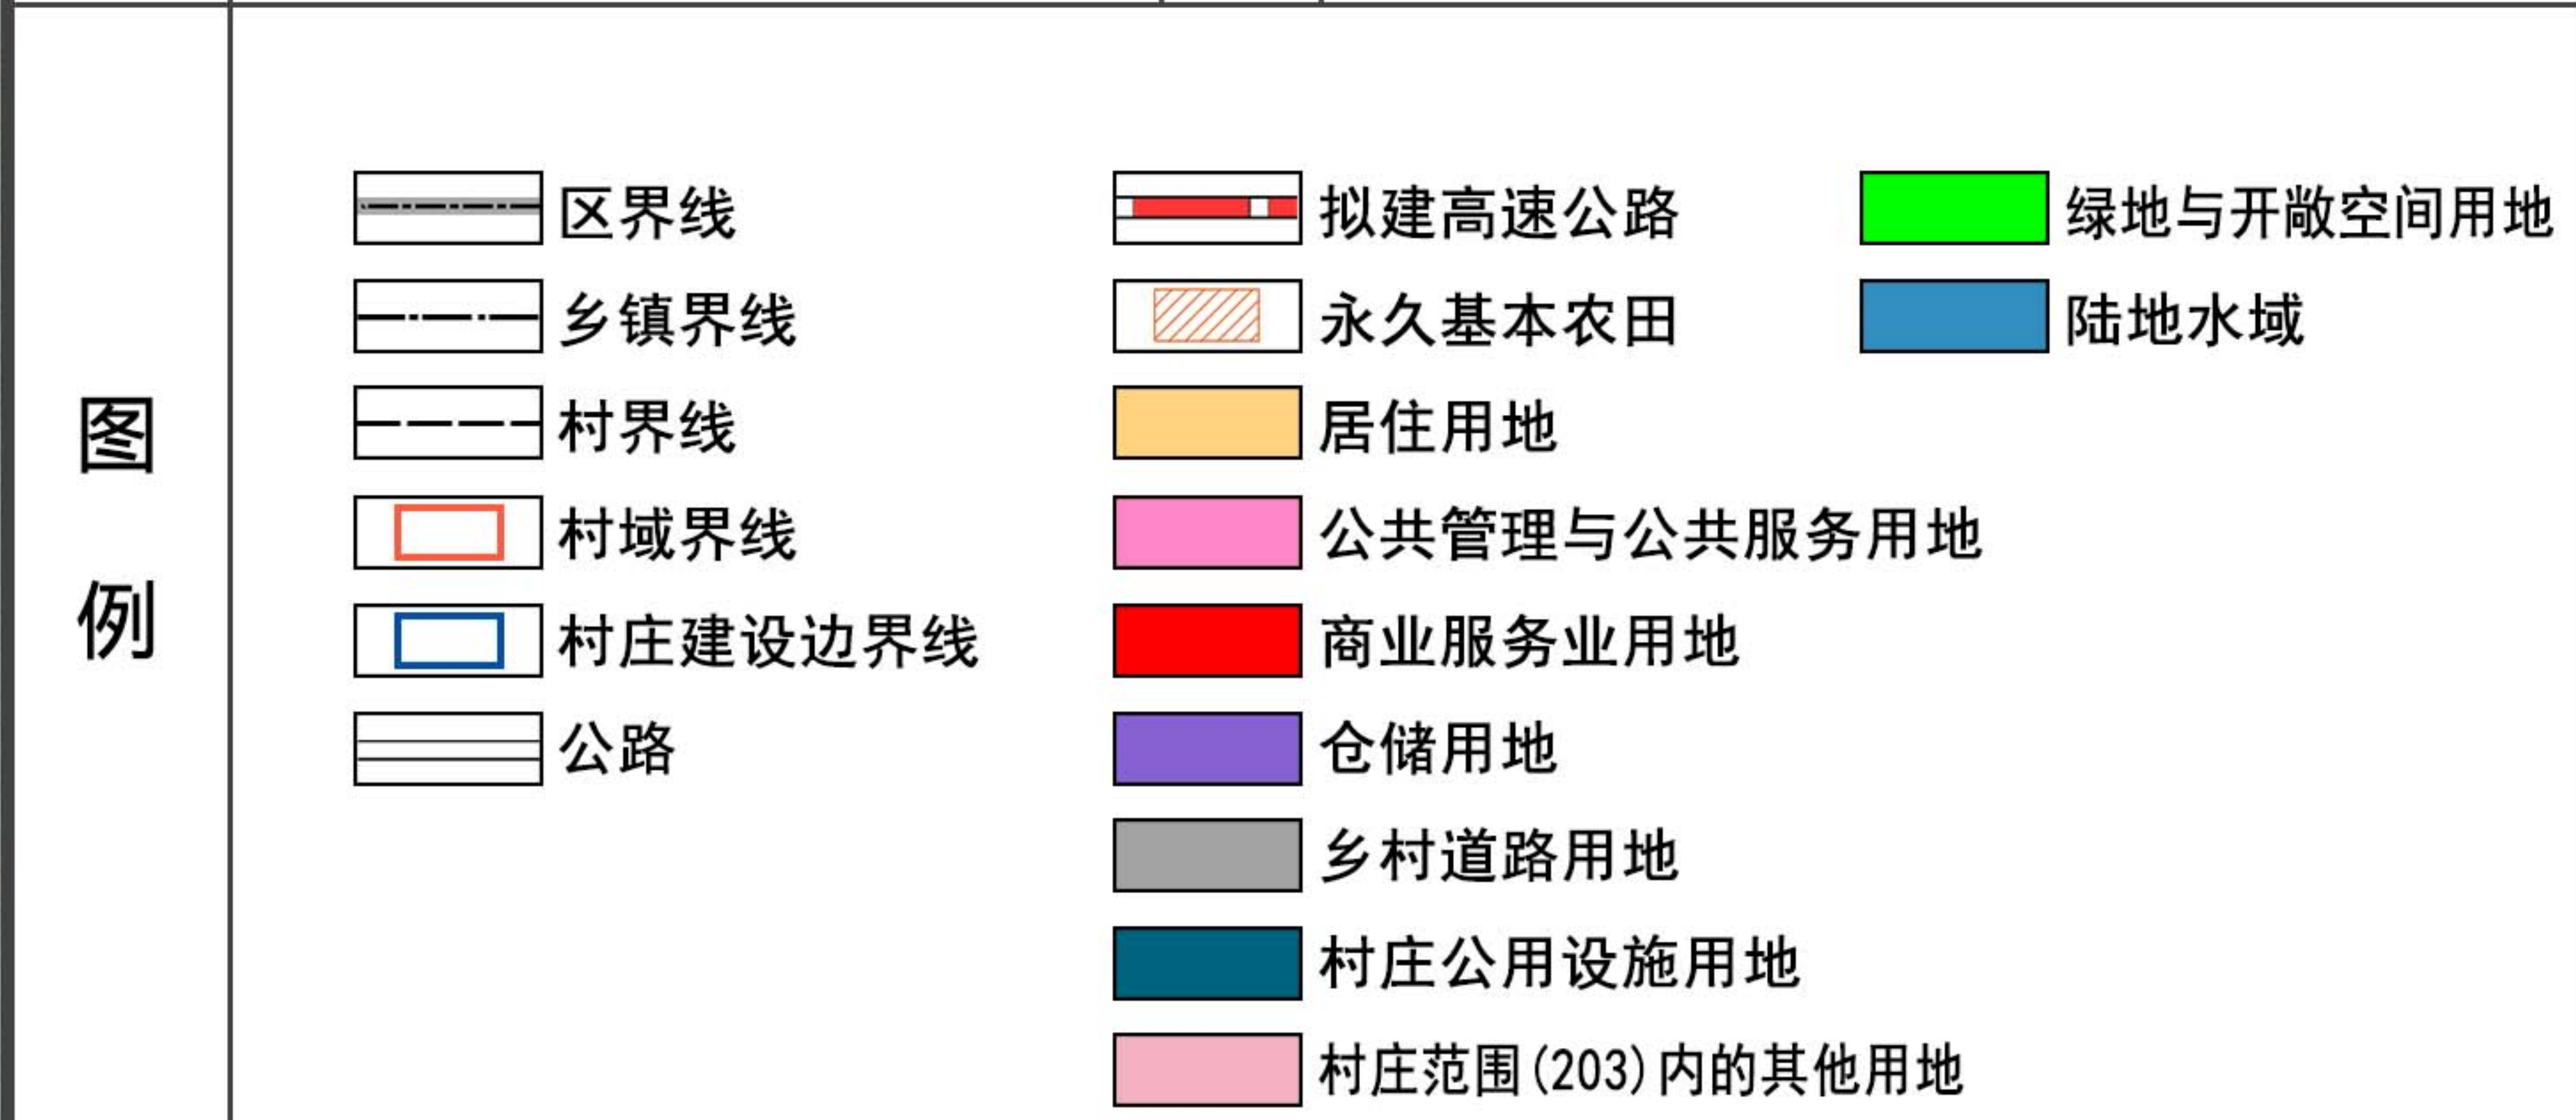 图例
区界线
乡镇界线
村界线
村域界线
村庄建设边界线
公路
拟建高速公路
永久基本农田
居住用地
公共管理与公共服务用地
商业服务业用地
仓储用地
乡村道路用地
村庄公用设施用地
村庄范围(203)内的其他用地
绿地与开敞空间用地
陆地水域